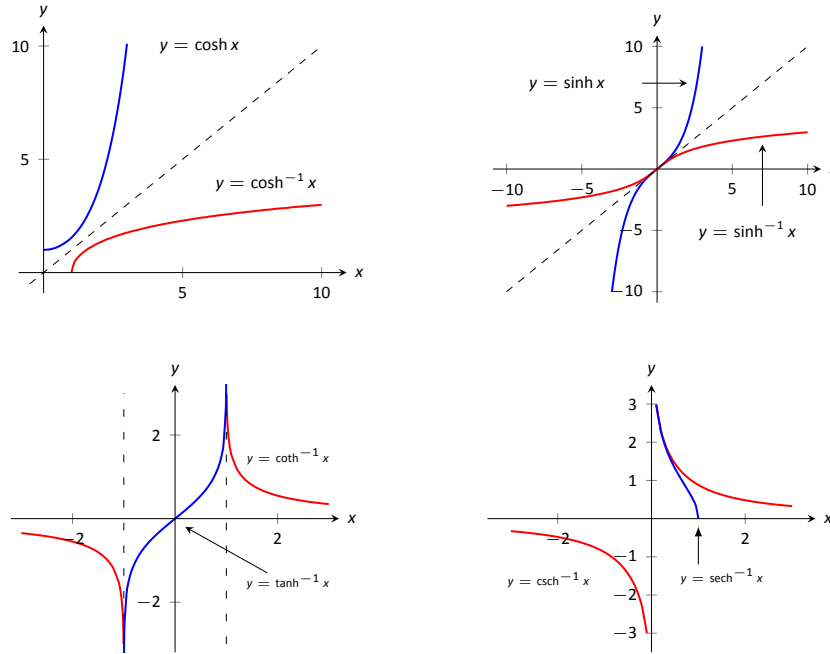 y
10
5
5
10
x
y = cosh x
y = cosh⁻¹ x
y
10
5
−10
−5
5
10
−5
−10
y = sinh x
y = sinh⁻¹ x
y
2
−2
2
x
−2
y = coth⁻¹ x
y = tanh⁻¹ x
y
3
2
1
−2
2
x
−1
−2
−3
y = csch⁻¹ x
y = sech⁻¹ x